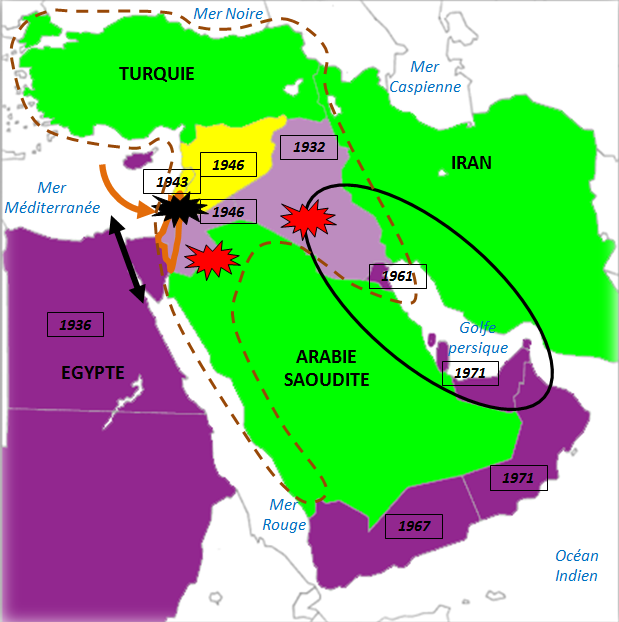 Mer Noire
TURQUIE
Mer
Caspienne
1932
IRAN
1946
1943
Mer
Méditerranée
1946
1961
1936
Golfe
persique
EGYPTE
ARABIE
SAOUDITE
1971
1971
Mer
Rouge
1967
Océan
Indien